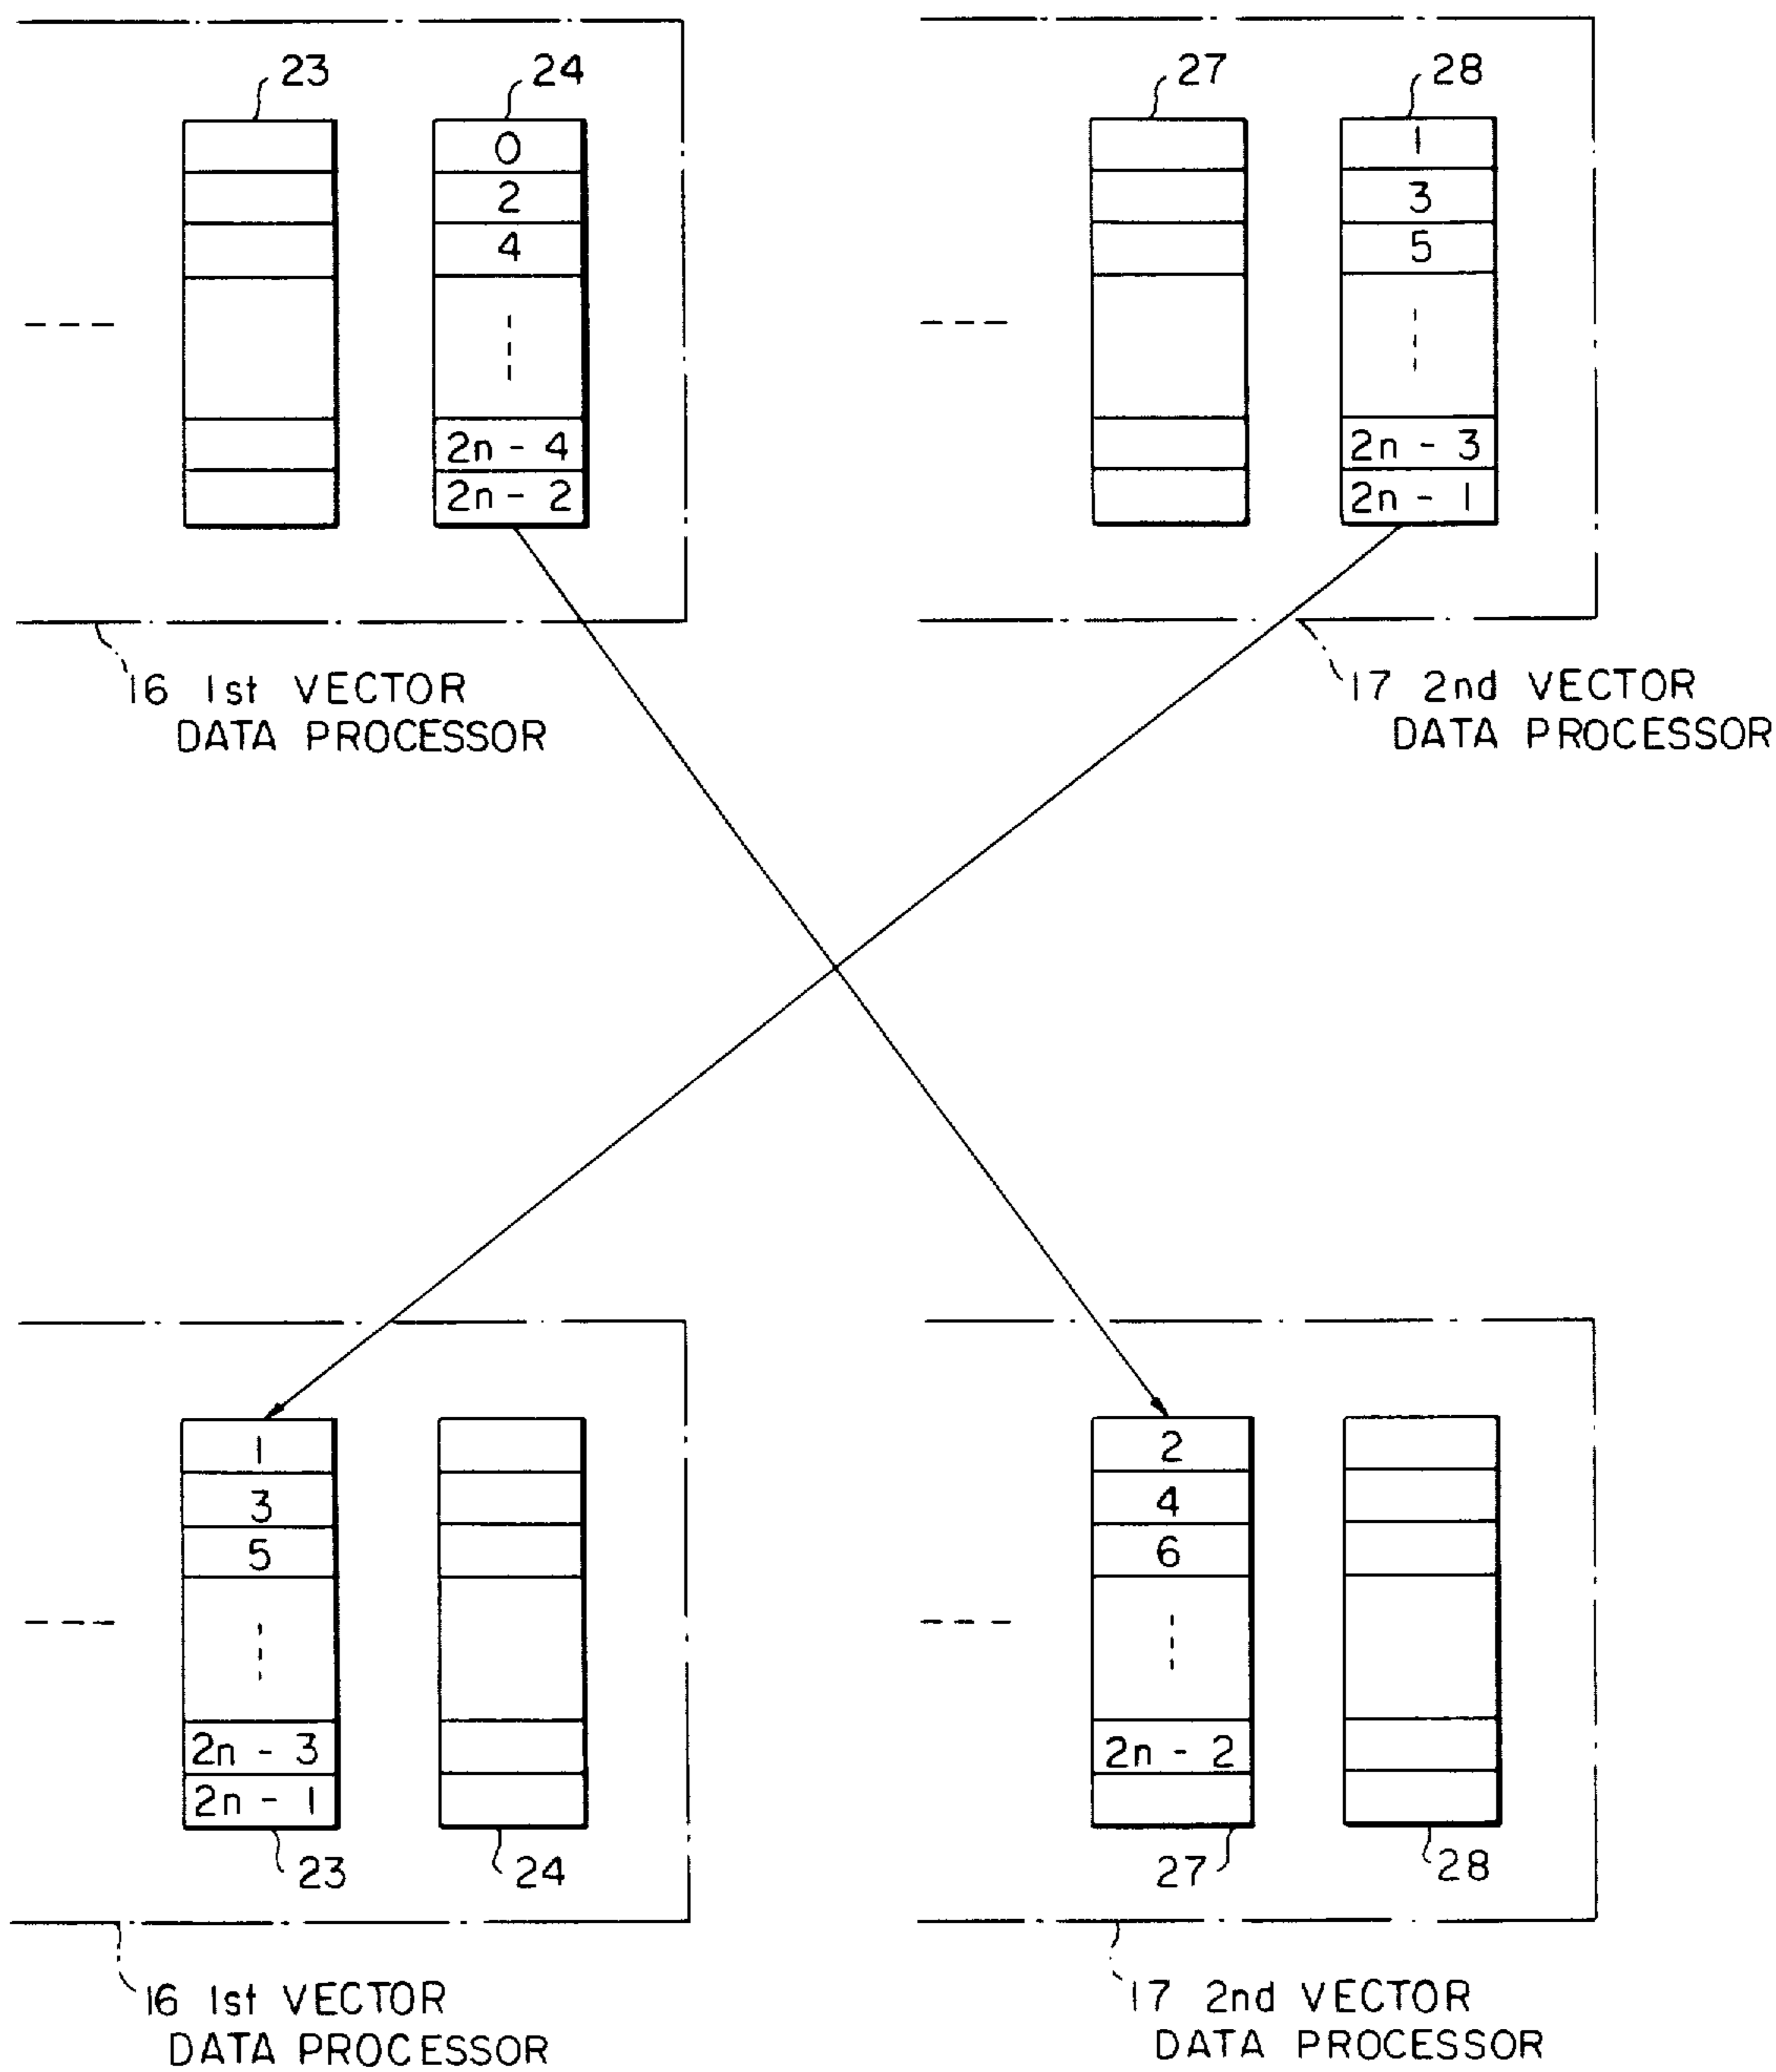 23
24
27
28
0
2
4
2n - 4
2n - 2
1
3
5
2n - 3
2n - 1
16 1st VECTOR
DATA PROCESSOR
17 2nd VECTOR
DATA PROCESSOR
1
3
5
2n - 3
2n - 1
2
4
6
2n - 2
23
24
27
28
16 1st VECTOR
DATA PROCESSOR
17 2nd VECTOR
DATA PROCESSOR